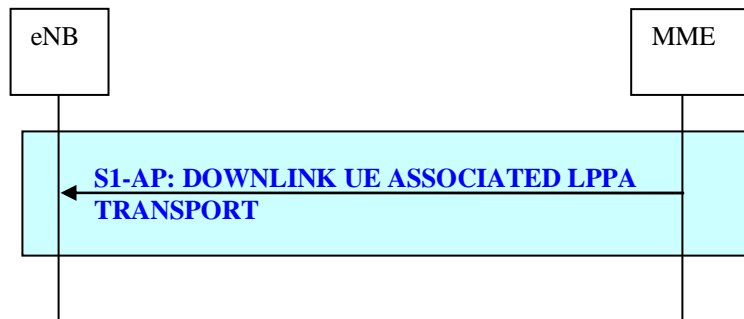 eNB
MME
S1-AP: DOWNLINK UE ASSOCIATED LPPA
TRANSPORT